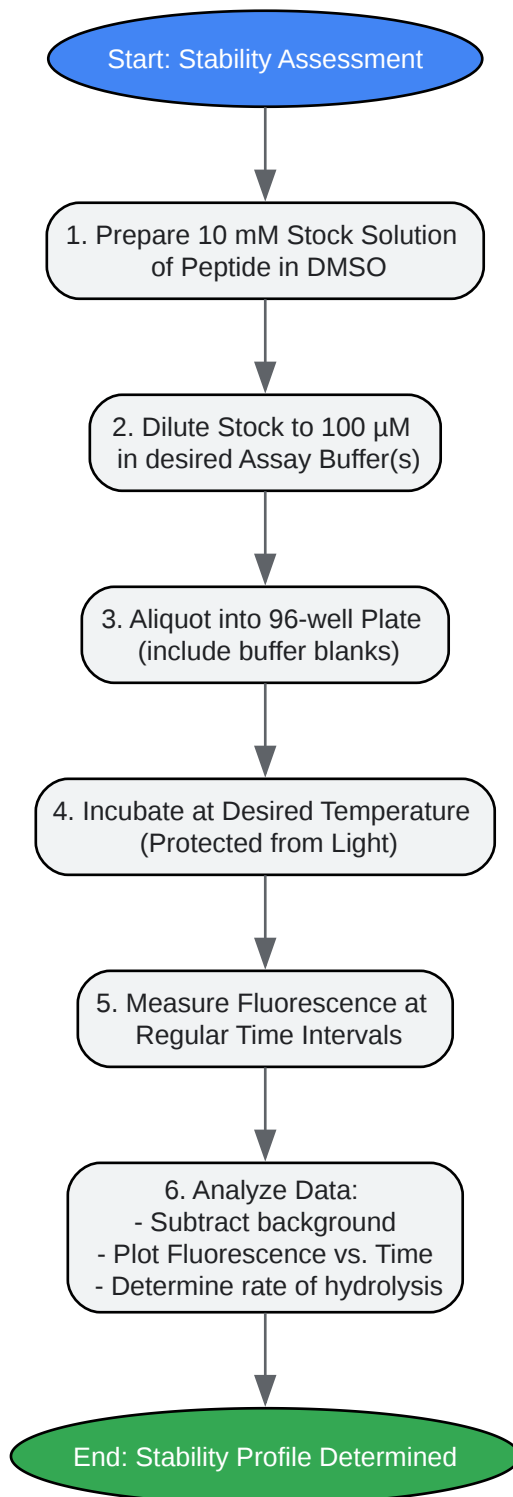 Start: Stability Assessment
1. Prepare 10 mM Stock Solution
of Peptide in DMSO
2. Dilute Stock to 100 µM
in desired Assay Buffer(s)
3. Aliquot into 96-well Plate
(include buffer blanks)
4. Incubate at Desired Temperature
(Protected from Light)
5. Measure Fluorescence at
Regular Time Intervals
6. Analyze Data:
- Subtract background
- Plot Fluorescence vs. Time
- Determine rate of hydrolysis
End: Stability Profile Determined